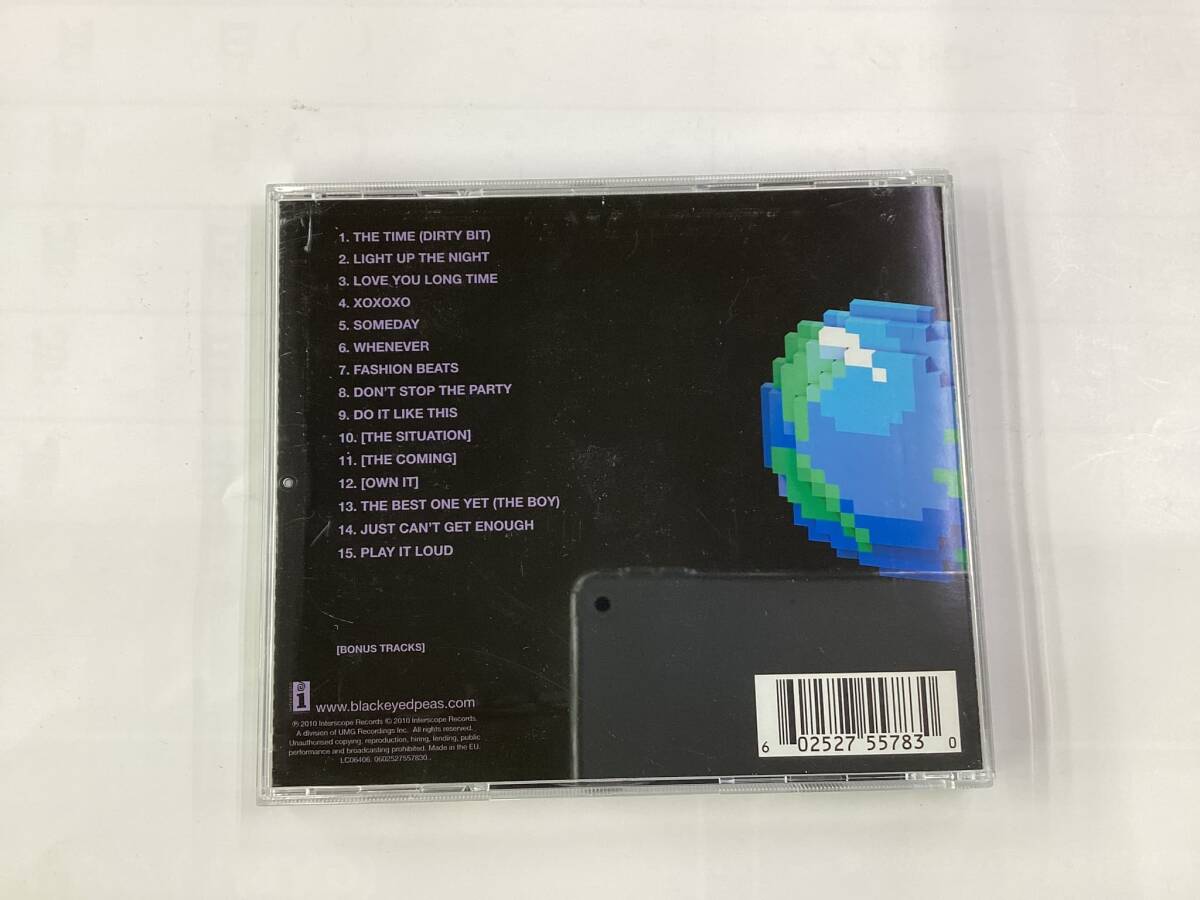 1. THE TIME (DIRTY BIT)
2. LIGHT UP THE NIGHT
3. LOVE YOU LONG TIME
4. XOXOXO
5. SOMEDAY
6. WHENEVER
7. FASHION BEATS
8. DON'T STOP THE PARTY
9. DO IT LIKE THIS
10. [THE SITUATION]
11. [THE COMING]
12. [OWN IT]
13. THE BEST ONE YET (THE BOY)
14. JUST CAN'T GET ENOUGH
15. PLAY IT LOUD
[BONUS TRACKS]
www.blackeyedpeas.com
℗ 2010 Interscope Records © 2010 Interscope Records.
A division of UMG Recordings Inc. All rights reserved.
Unauthorised copying, reproduction, hiring, lending, public
performance and broadcasting prohibited. Made in the EU.
LC06406. 0602527557830.
6 02527 55783 0